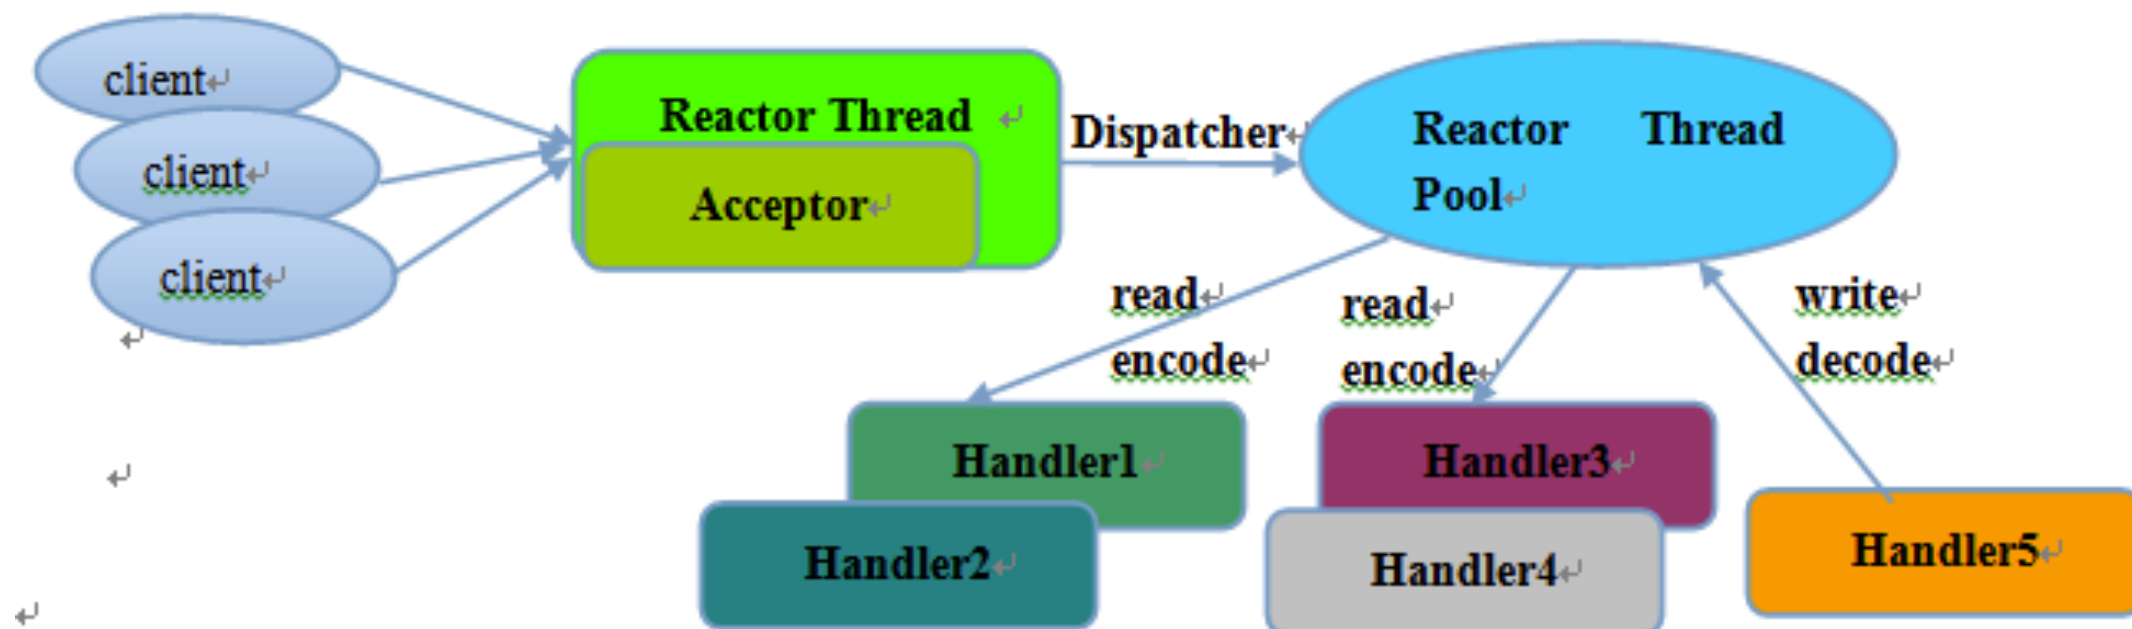 client
client
client
Reactor Thread
Acceptor
Dispatcher
Reactor Thread
Pool
read
encode
read
encode
write
decode
Handler1
Handler2
Handler3
Handler4
Handler5